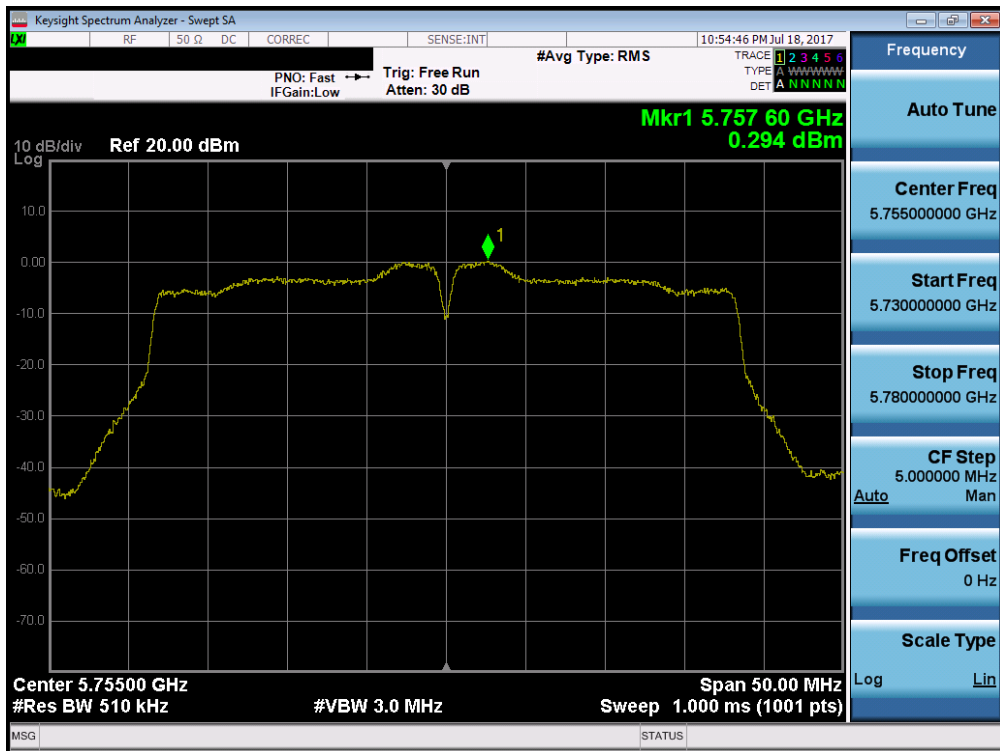 Keysight Spectrum Analyzer - Swept SA
LXI RF 50 Ω DC CORREC SENSE:INT 10:54:46 PM Jul 18, 2017
#Avg Type: RMS
TRACE 1 2 3 4 5 6
TYPE A WWWWW
DET A N N N N N
PNO: Fast
IFGain:Low
Trig: Free Run
Atten: 30 dB
Mkr1 5.757 60 GHz
0.294 dBm
10 dB/div
Log
Ref 20.00 dBm
10.0
0.00
-10.0
-20.0
-30.0
-40.0
-50.0
-60.0
-70.0
1
Center 5.75500 GHz
Span 50.00 MHz
#Res BW 510 kHz
#VBW 3.0 MHz
Sweep 1.000 ms (1001 pts)
MSG
STATUS
Frequency
Auto Tune
Center Freq
5.755000000 GHz
Start Freq
5.730000000 GHz
Stop Freq
5.780000000 GHz
CF Step
5.000000 MHz
Auto Man
Freq Offset
0 Hz
Scale Type
Log Lin